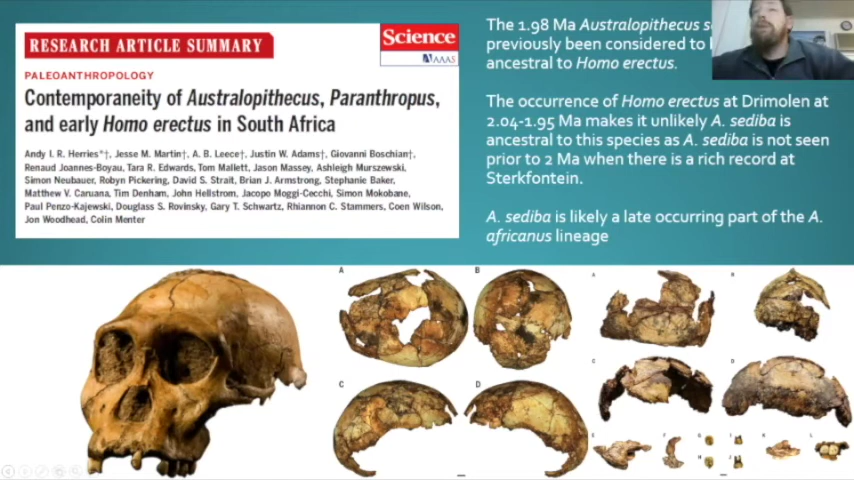 RESEARCH ARTICLE SUMMARY
Science
AAAS
PALEOANTHROPOLOGY
Contemporaneity of Australopithecus, Paranthropus,
and early Homo erectus in South Africa
Andy I. R. Herries*†, Jesse M. Martin†, A. B. Leece†, Justin W. Adams†, Giovanni Boschian†,
Renaud Joannes-Boyau, Tara R. Edwards, Tom Mallett, Jason Massey, Ashleigh Murszewski,
Simon Neubauer, Robyn Pickering, David S. Strait, Brian J. Armstrong, Stephanie Baker,
Matthew V. Caruana, Tim Denham, John Hellstrom, Jacopo Moggi-Cecchi, Simon Mokobane,
Paul Penzo-Kajewski, Douglass S. Rovinsky, Gary T. Schwartz, Rhiannon C. Stammers, Coen Wilson,
Jon Woodhead, Colin Menter
The 1.98 Ma Australopithecus
previously been considered to
ancestral to Homo erectus.
The occurrence of Homo erectus at Drimolen at
2.04-1.95 Ma makes it unlikely A. sediba is
ancestral to this species as A. sediba is not seen
prior to 2 Ma when there is a rich record at
Sterkfontein.
A. sediba is likely a late occurring part of the A.
africanus lineage
A B
C D
A B
C D
E F G I K L
H J